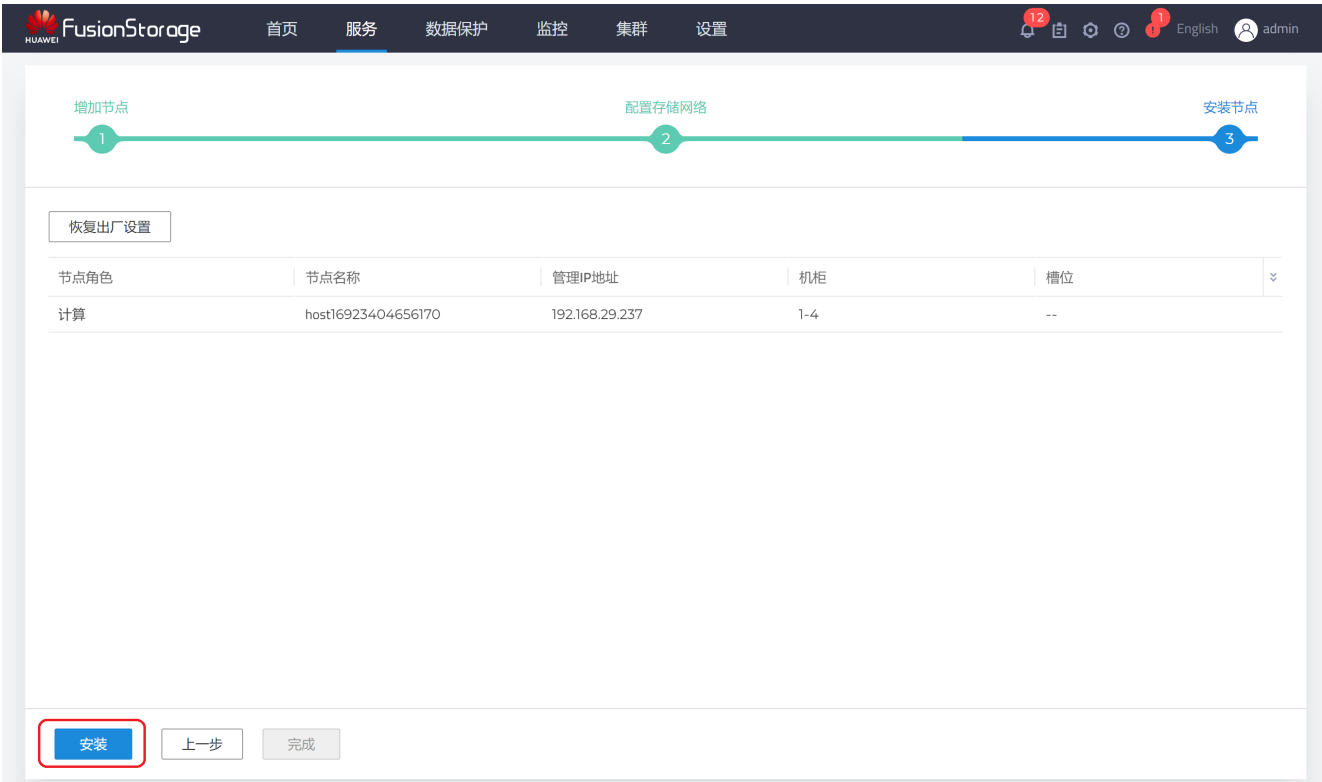 HUAWEI FusionStorage 首页 服务 数据保护 监控 集群 设置 12 1 English admin
增加节点 配置存储网络 安装节点
1 2 3
恢复出厂设置
节点角色 节点名称 管理IP地址 机柜 槽位
计算 host16923404656170 192.168.29.237 1-4 --
安装 上一步 完成